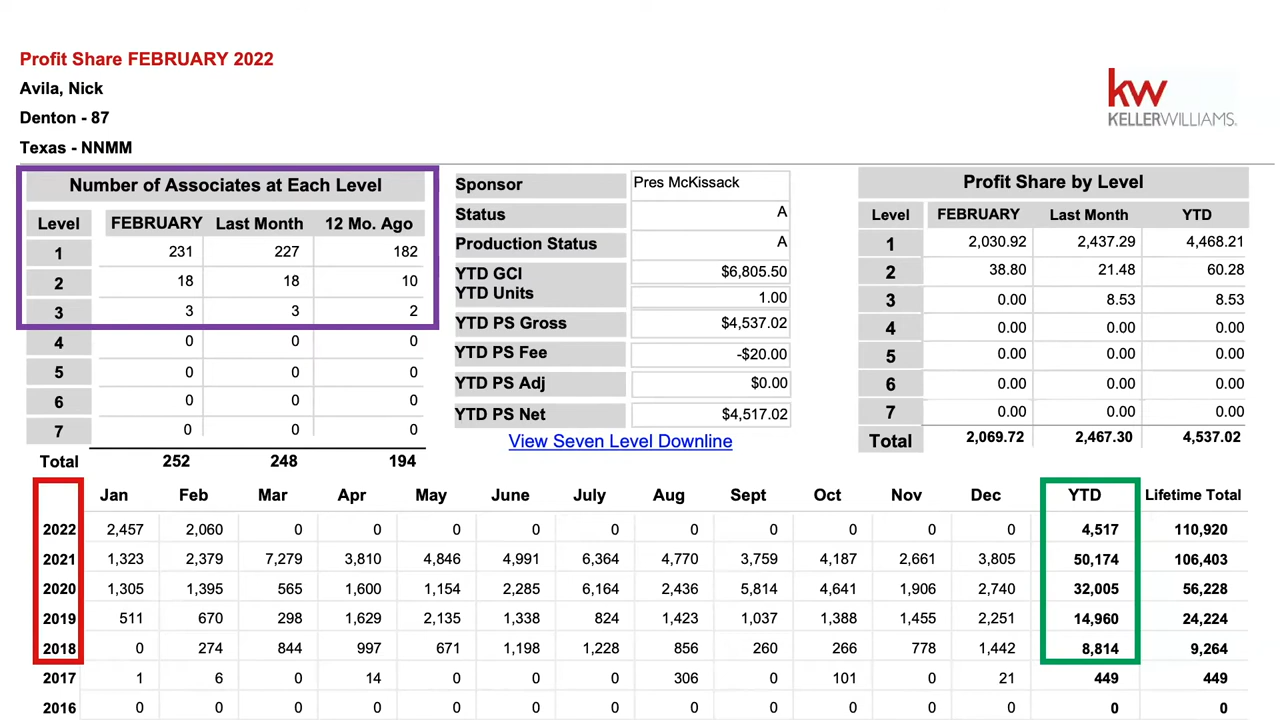 Profit Share FEBRUARY 2022
Avila, Nick
Denton - 87
Texas - NNMM
kw
KELLERWILLIAMS.
Number of Associates at Each Level
Level FEBRUARY Last Month 12 Mo. Ago
1 231 227 182
2 18 18 10
3 3 3 2
4 0 0 0
5 0 0 0
6 0 0 0
7 0 0 0
Total 252 248 194
Sponsor Pres McKissack
Status A
Production Status A
YTD GCI $6,805.50
YTD Units 1.00
YTD PS Gross $4,537.02
YTD PS Fee -$20.00
YTD PS Adj $0.00
YTD PS Net $4,517.02
View Seven Level Downline
Profit Share by Level
Level FEBRUARY Last Month YTD
1 2,030.92 2,437.29 4,468.21
2 38.80 21.48 60.28
3 0.00 8.53 8.53
4 0.00 0.00 0.00
5 0.00 0.00 0.00
6 0.00 0.00 0.00
7 0.00 0.00 0.00
Total 2,069.72 2,467.30 4,537.02
Jan Feb Mar Apr May June July Aug Sept Oct Nov Dec YTD Lifetime Total
2022 2,457 2,060 0 0 0 0 0 0 0 0 0 0 4,517 110,920
2021 1,323 2,379 7,279 3,810 4,846 4,991 6,364 4,770 3,759 4,187 2,661 3,805 50,174 106,403
2020 1,305 1,395 565 1,600 1,154 2,285 6,164 2,436 5,814 4,641 1,906 2,740 32,005 56,228
2019 511 670 298 1,629 2,135 1,338 824 1,423 1,037 1,388 1,455 2,251 14,960 24,224
2018 0 274 844 997 671 1,198 1,228 856 260 266 778 1,442 8,814 9,264
2017 1 6 0 14 0 0 0 306 0 101 0 21 449 449
2016 0 0 0 0 0 0 0 0 0 0 0 0 0 0